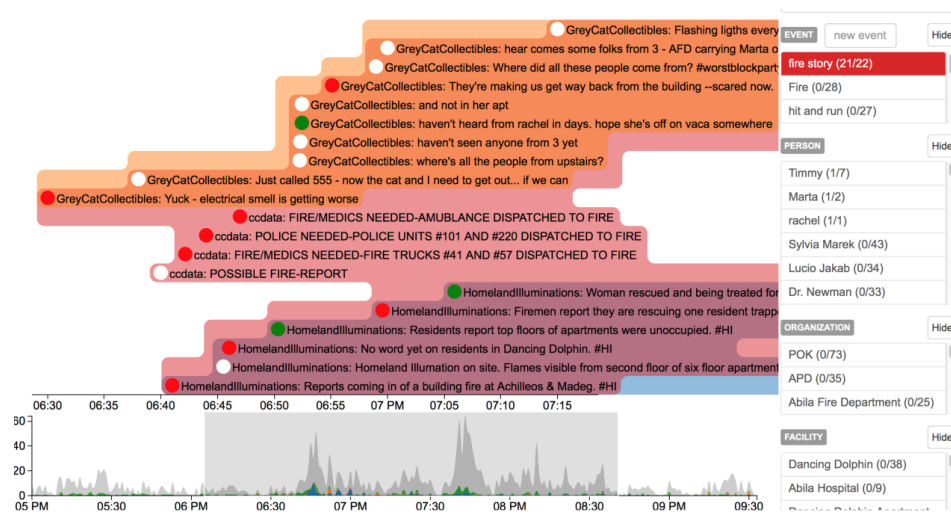 GreyCatCollectibles: Flashing ligths every
GreyCatCollectibles: hear comes some folks from 3 - AFD carrying Marta o
GreyCatCollectibles: Where did all these people come from? #worstblockpart
GreyCatCollectibles: They're making us get way back from the building --scared now.
GreyCatCollectibles: and not in her apt
GreyCatCollectibles: haven't heard from rachel in days. hope she's off on vaca somewhere
GreyCatCollectibles: haven't seen anyone from 3 yet
GreyCatCollectibles: where's all the people from upstairs?
GreyCatCollectibles: Just called 555 - now the cat and I need to get out... if we can
GreyCatCollectibles: Yuck - electrical smell is getting worse
ccdata: FIRE/MEDICS NEEDED-AMUBLANCE DISPATCHED TO FIRE
ccdata: POLICE NEEDED-POLICE UNITS #101 AND #220 DISPATCHED TO FIRE
ccdata: FIRE/MEDICS NEEDED-FIRE TRUCKS #41 AND #57 DISPATCHED TO FIRE
ccdata: POSSIBLE FIRE-REPORT
HomelandIlluminations: Woman rescued and being treated for
HomelandIlluminations: Firemen report they are rescuing one resident trapp
HomelandIlluminations: Residents report top floors of apartments were unoccupied. #HI
HomelandIlluminations: No word yet on residents in Dancing Dolphin. #HI
HomelandIlluminations: Homeland Illumation on site. Flames visible from second floor of six floor apartment
HomelandIlluminations: Reports coming in of a building fire at Achilleos & Madeg. #HI
06:30 06:35 06:40 06:45 06:50 06:55 07 PM 07:05 07:10 07:15
60
40
20
0
05 PM 05:30 06 PM 06:30 07 PM 07:30 08 PM 08:30 09 PM 09:30
EVENT new event Hide
fire story (21/22)
Fire (0/28)
hit and run (0/27)
PERSON Hide
Timmy (1/7)
Marta (1/2)
rachel (1/1)
Sylvia Marek (0/43)
Lucio Jakab (0/34)
Dr. Newman (0/33)
ORGANIZATION Hide
POK (0/73)
APD (0/35)
Abila Fire Department (0/25)
FACILITY Hide
Dancing Dolphin (0/38)
Abila Hospital (0/9)
Dancing Dolphin Apartment